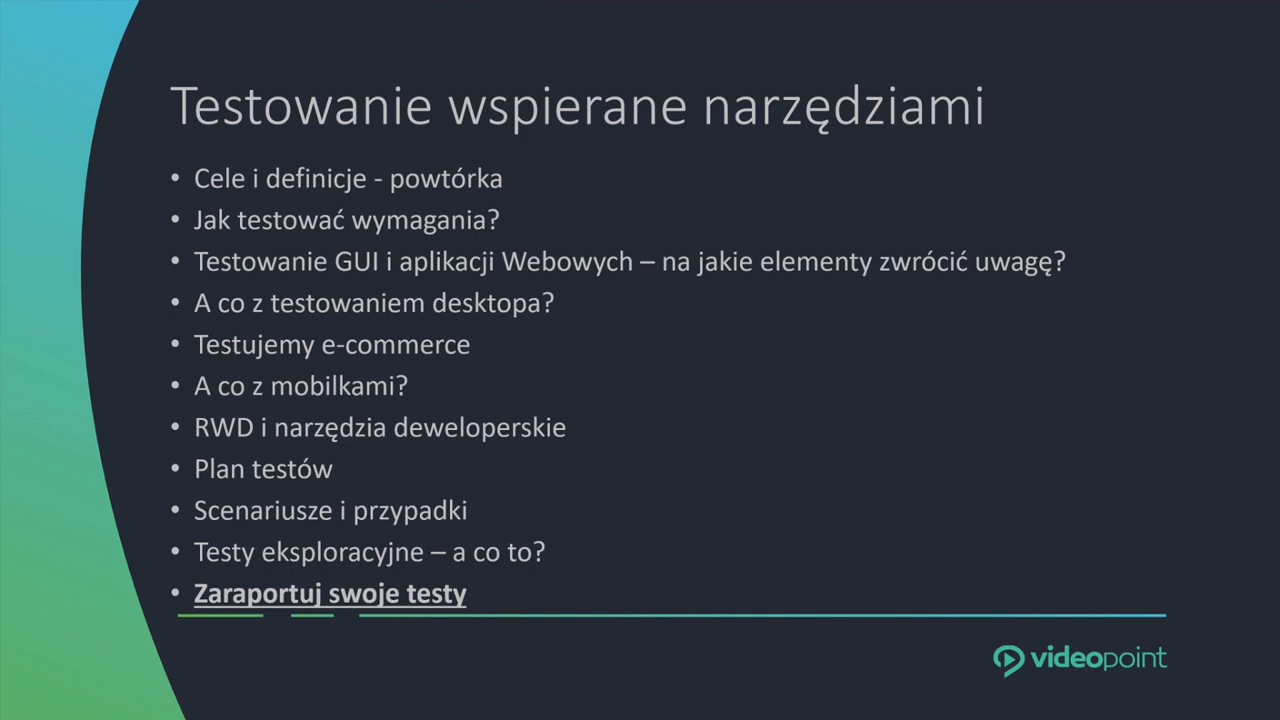 Testowanie wspierane narzędziami
• Cele i definicje - powtórka
• Jak testować wymagania?
• Testowanie GUI i aplikacji Webowych – na jakie elementy zwrócić uwagę?
• A co z testowaniem desktopa?
• Testujemy e-commerce
• A co z mobilkami?
• RWD i narzędzia deweloperskie
• Plan testów
• Scenariusze i przypadki
• Testy eksploracyjne – a co to?
• Zaraportuj swoje testy
videopoint